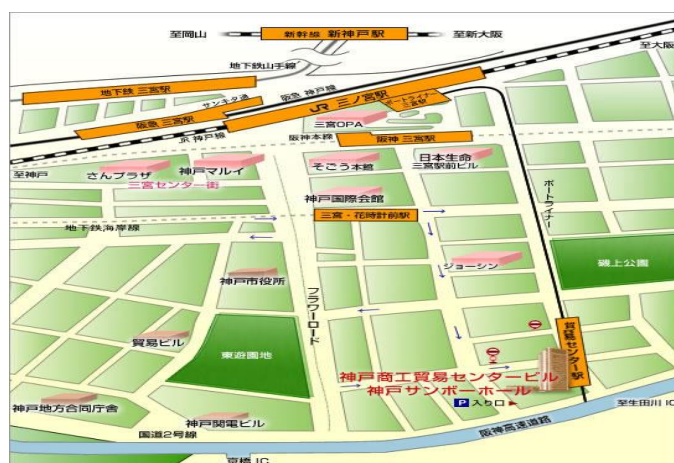 至岡山
新幹線 新神戸駅
至新大阪
至大阪
地下鉄山手線
地下鉄 三宮駅
サンキタ通
阪急 神戸線
JR 三ノ宮駅
ポートライナー
三宮駅
阪急 三宮駅
JR 神戸線
三宮OPA
阪神本線
阪神 三宮駅
至神戸
さんプラザ
神戸マルイ
三宮センター街
そごう本館
日本生命
三宮駅前ビル
神戸国際会館
三宮・花時計前駅
地下鉄海岸線
ポートライナー
ジョーシン
磯上公園
神戸市役所
フラワーロード
貿易ビル
東遊園地
貿易センター駅
神戸商工貿易センタービル
神戸サンボーホール
P 入り口
神戸地方合同庁舎
神戸関電ビル
国道2号線
京橋 IC
阪神高速道路
至生田川 IC